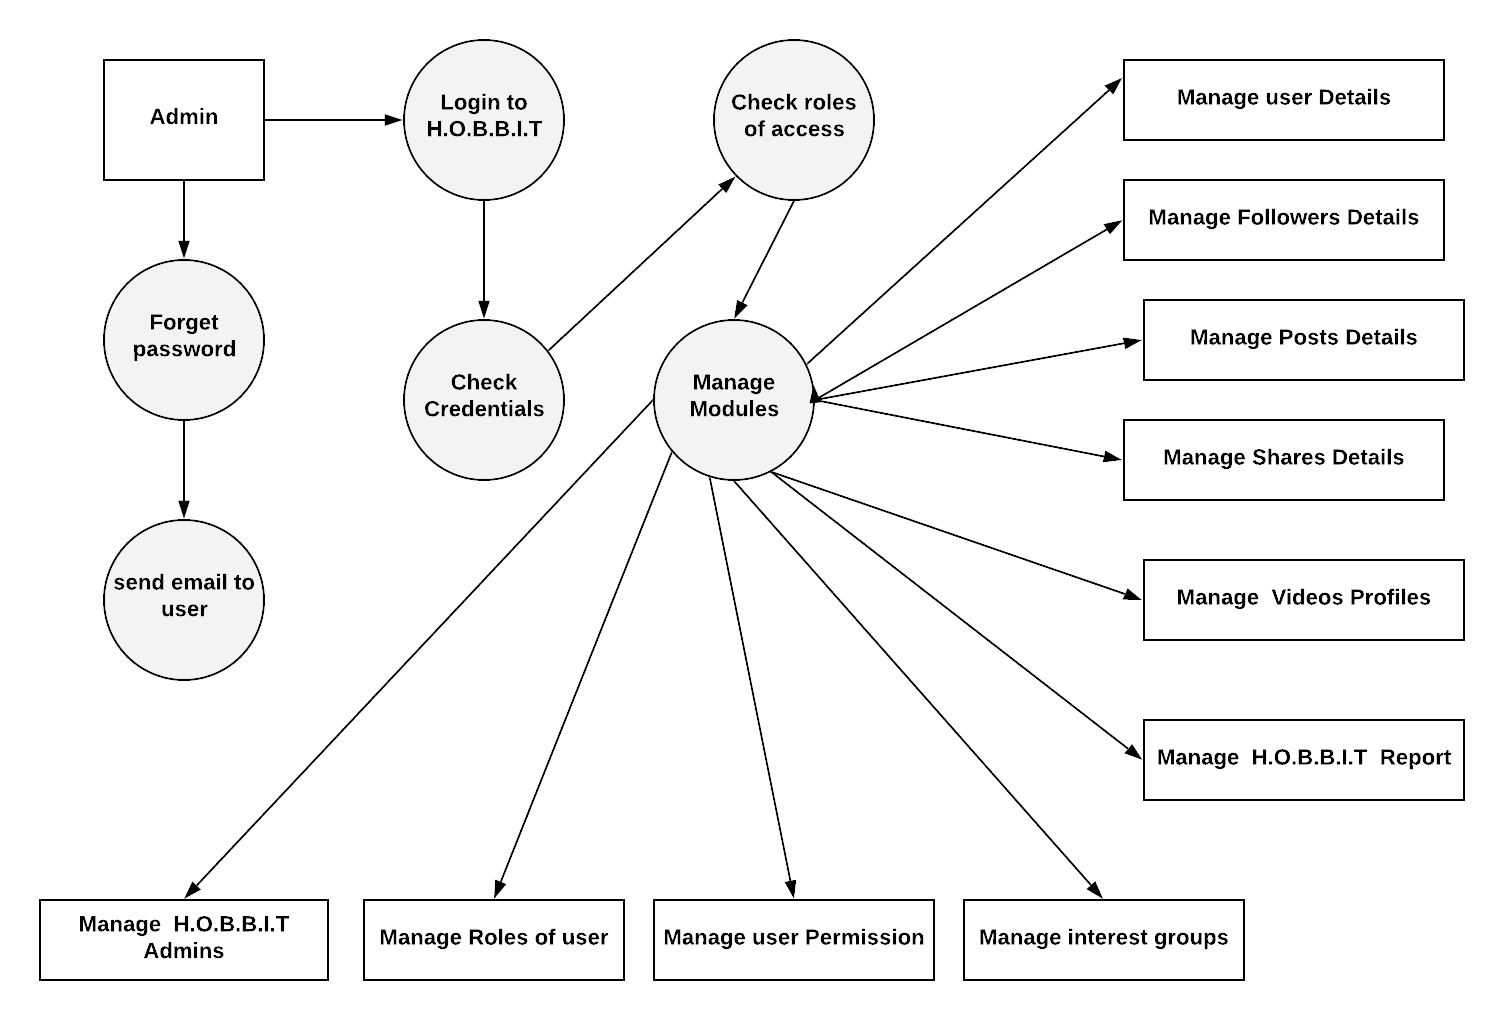 Admin
Login to
H.O.B.B.I.T
Check roles
of access
Manage user Details
Manage Followers Details
Forget
password
Manage Posts Details
Check
Credentials
Manage
Modules
Manage Shares Details
send email to
user
Manage  Videos Profiles
Manage  H.O.B.B.I.T  Report
Manage  H.O.B.B.I.T
Admins
Manage Roles of user
Manage user Permission
Manage interest groups